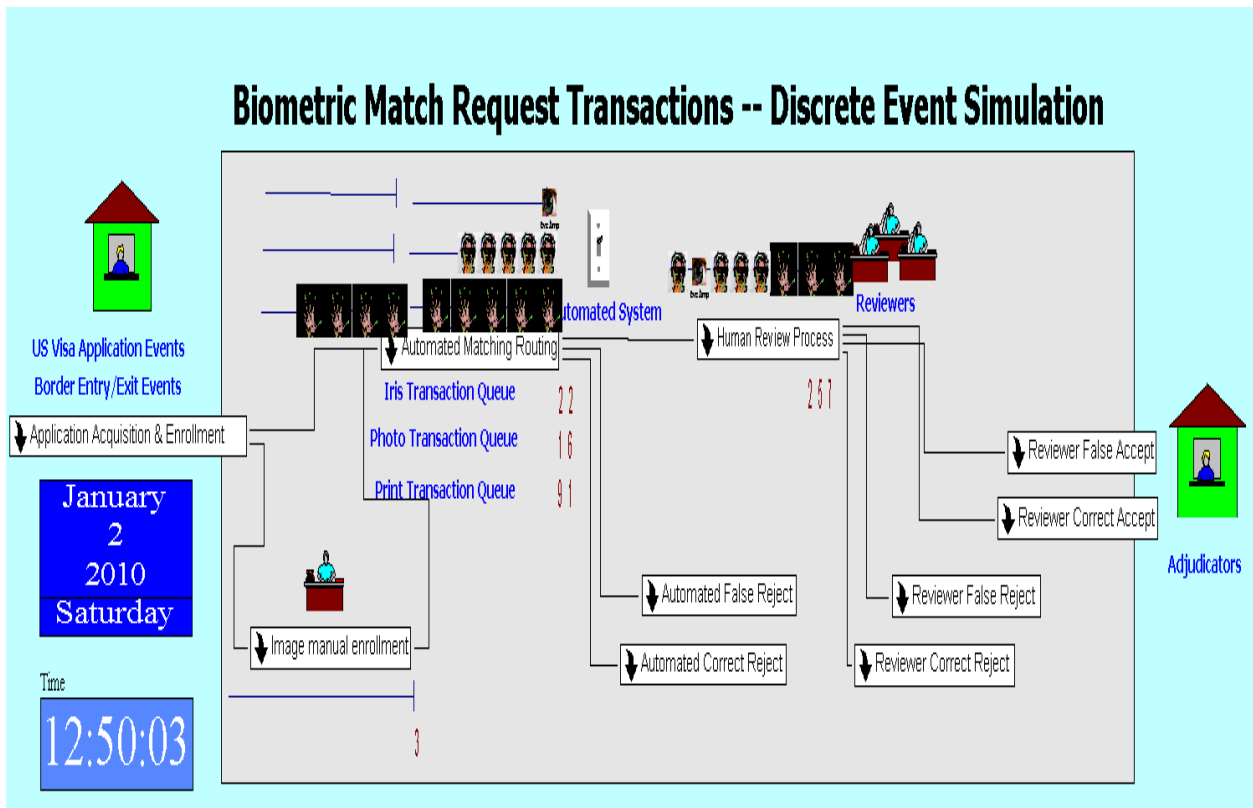 Biometric Match Request Transactions -- Discrete Event Simulation
US Visa Application Events
Border Entry/Exit Events
Application Acquisition & Enrollment
January
2
2010
Saturday
Time
12:50:03
utomated System
Reviewers
Automated Matching Routing
Human Review Process
Iris Transaction Queue
22
257
Photo Transaction Queue
16
Print Transaction Queue
91
Reviewer False Accept
Reviewer Correct Accept
Adjudicators
Automated False Reject
Reviewer False Reject
Image manual enrollment
Automated Correct Reject
Reviewer Correct Reject
3